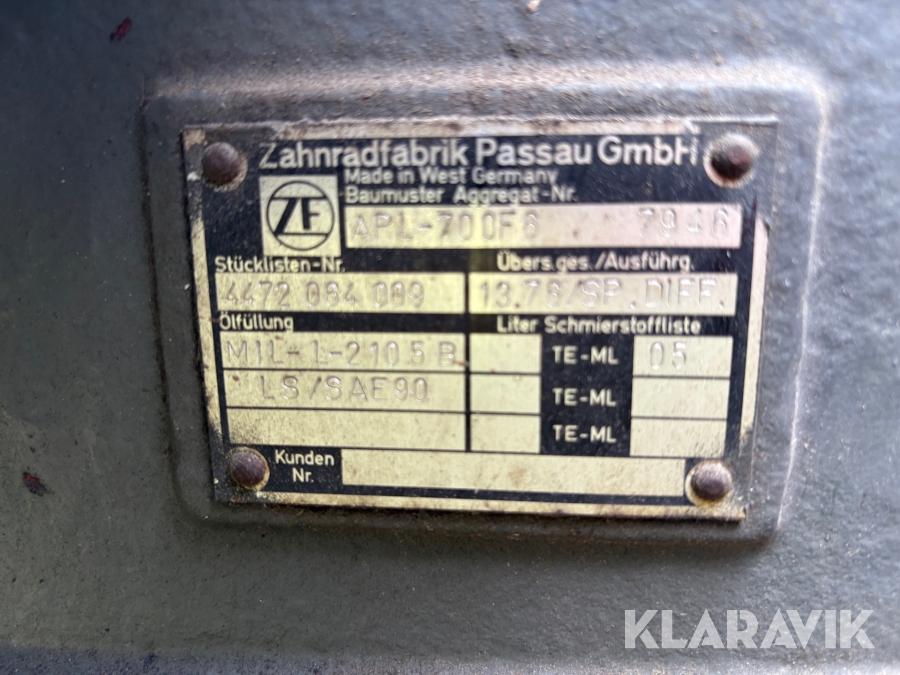 Zahnradfabrik Passau GmbH
Made in West Germany
ZF
Baumuster Aggregat-Nr.
APL-700F6 7946
Stücklisten-Nr. Übers.ges./Ausführg.
4472 084 009 13.78/SP.DIFF.
Ölfüllung Liter Schmierstoffliste
MIL-L-2105B TE-ML 05
LS/SAE90 TE-ML
TE-ML
Kunden
Nr.
KLARAVIK